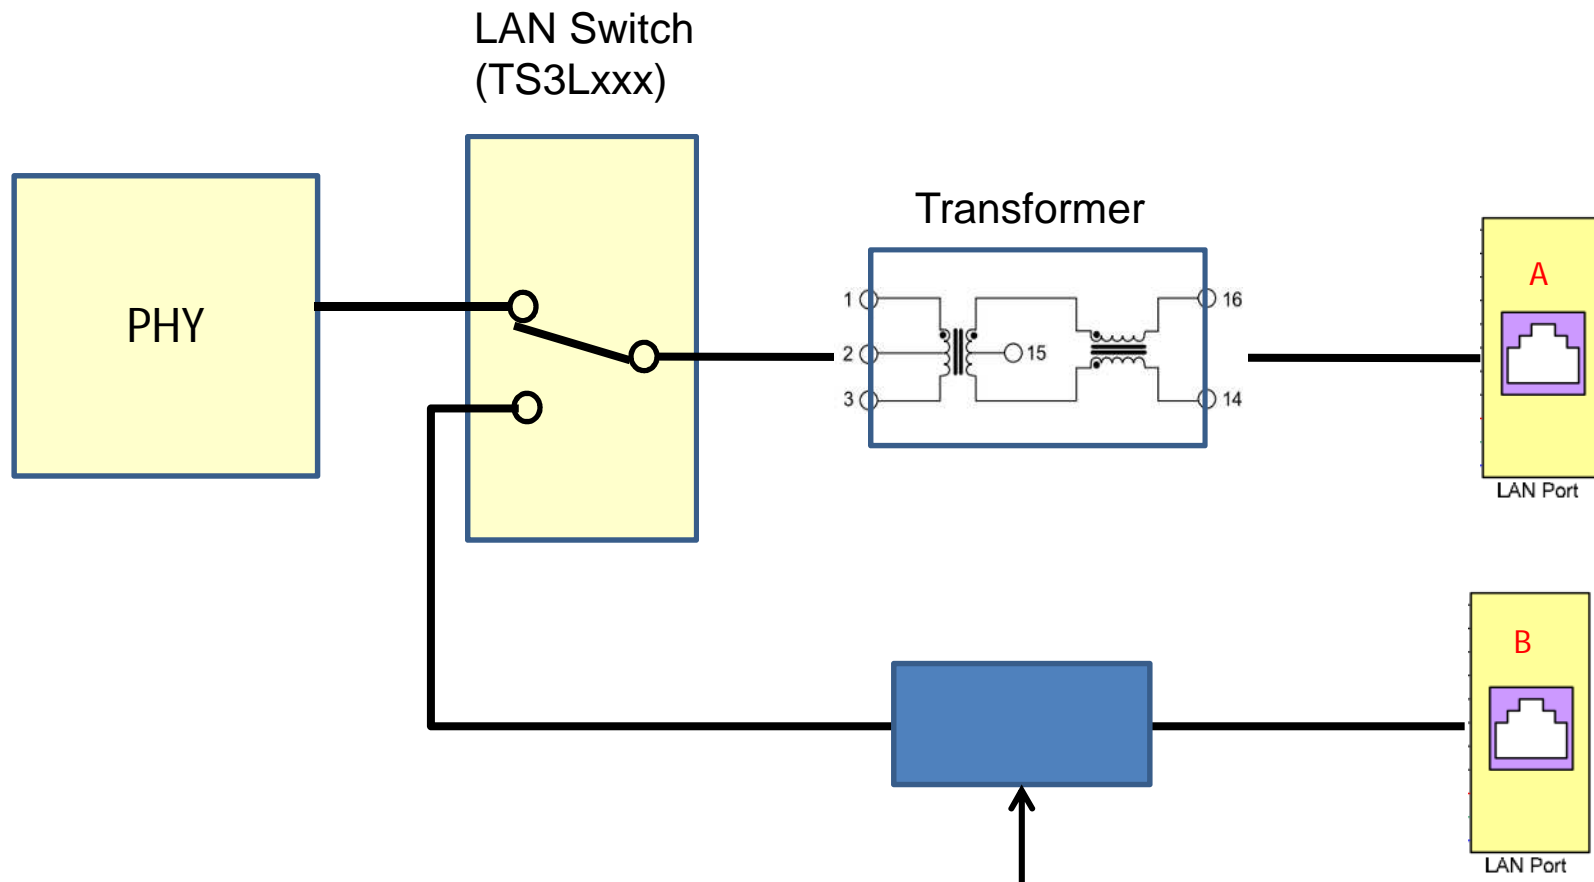 LAN Switch
(TS3Lxxx)
PHY
Transformer
1
2
3
15
16
14
A
LAN Port
B
LAN Port